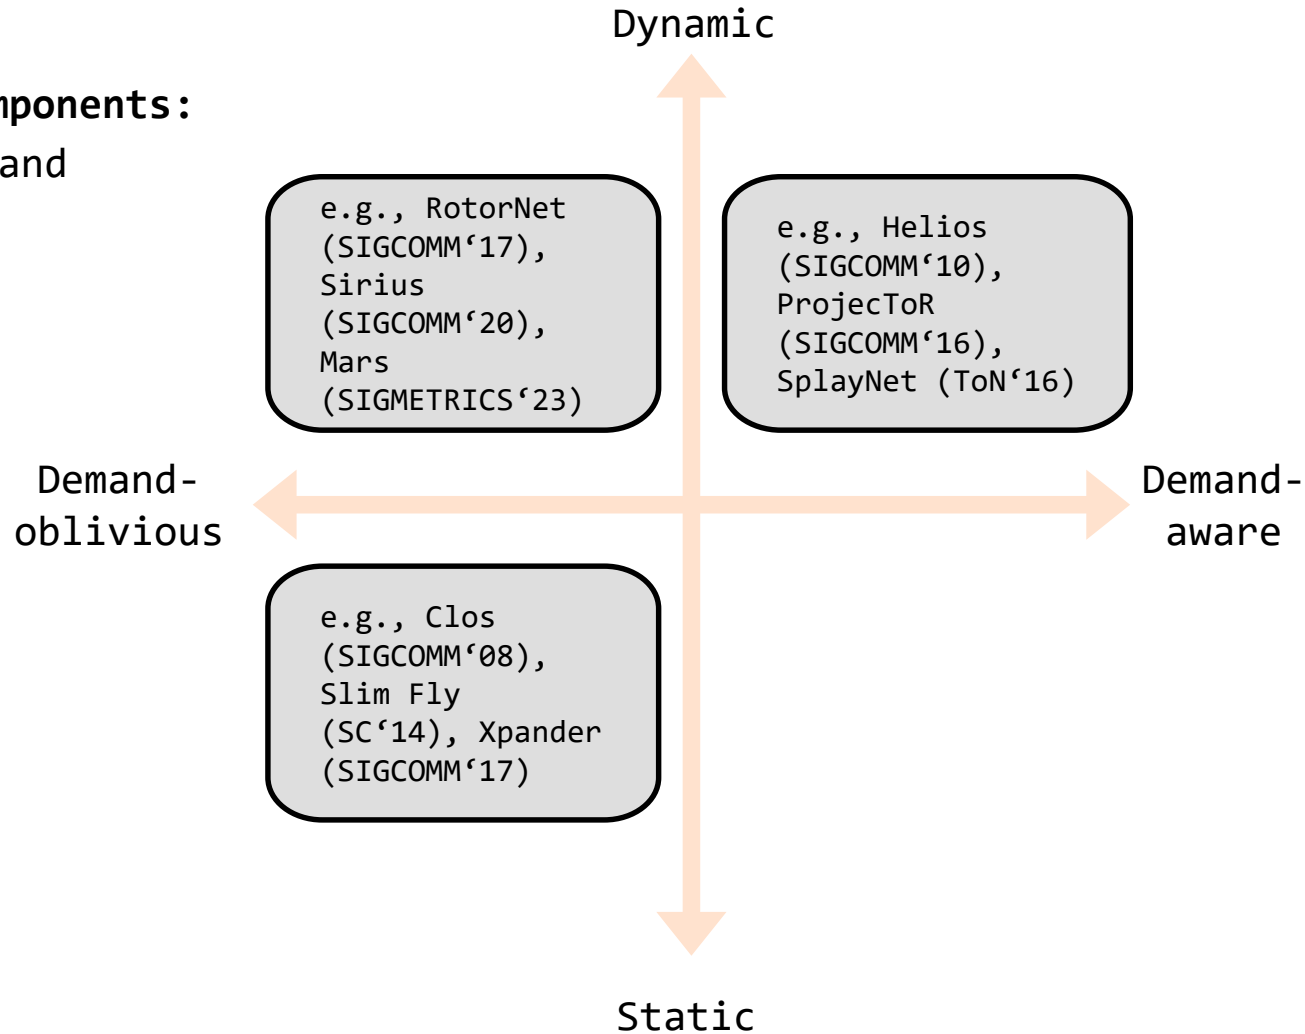 Dynamic
mponents:
and
e.g., RotorNet
(SIGCOMM‘17),
Sirius
(SIGCOMM‘20),
Mars
(SIGMETRICS‘23)
e.g., Helios
(SIGCOMM‘10),
ProjecToR
(SIGCOMM‘16),
SplayNet (ToN‘16)
Demand-
oblivious
Demand-
aware
e.g., Clos
(SIGCOMM‘08),
Slim Fly
(SC‘14), Xpander
(SIGCOMM‘17)
Static